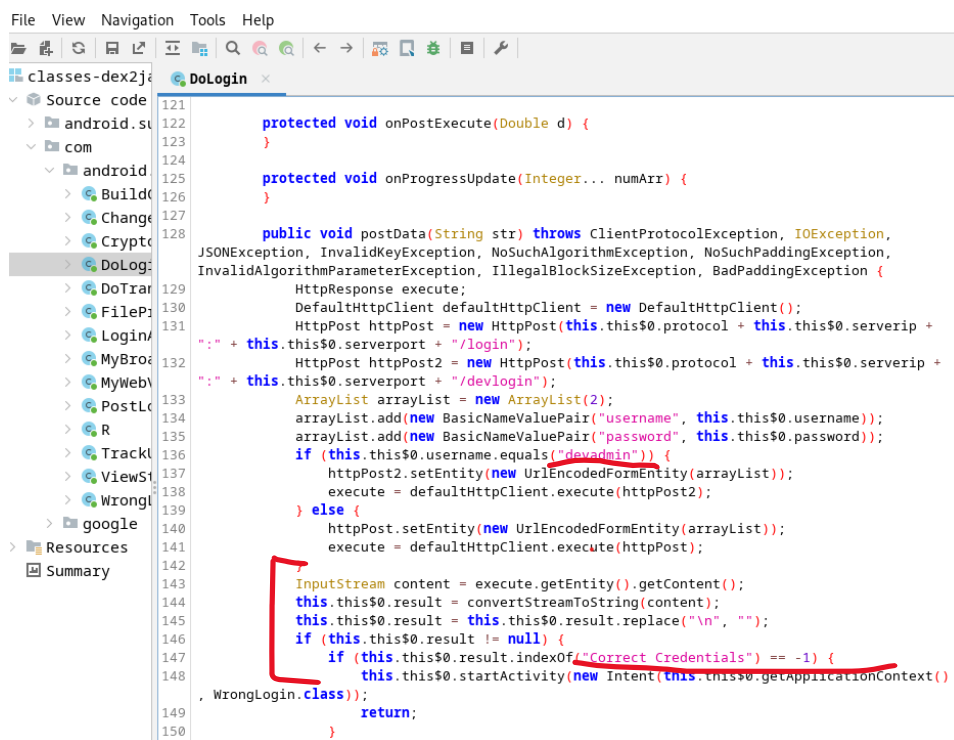 File View Navigation Tools Help
classes-dex2ja
DoLogin
Source code
android.su
com
android.
BuildC
Change
Crypto
DoLogi
DoTran
FilePr
LoginA
MyBroa
MyWebV
PostLo
R
TrackU
ViewSt
WrongL
google
Resources
Summary
121
122 protected void onPostExecute(Double d) {
123 }
124
125 protected void onProgressUpdate(Integer... numArr) {
126 }
127
128 public void postData(String str) throws ClientProtocolException, IOException,
JSONException, InvalidKeyException, NoSuchAlgorithmException, NoSuchPaddingException,
InvalidAlgorithmParameterException, IllegalBlockSizeException, BadPaddingException {
129 HttpResponse execute;
130 DefaultHttpClient defaultHttpClient = new DefaultHttpClient();
131 HttpPost httpPost = new HttpPost(this.this$0.protocol + this.this$0.serverip +
":" + this.this$0.serverport + "/login");
132 HttpPost httpPost2 = new HttpPost(this.this$0.protocol + this.this$0.serverip +
":" + this.this$0.serverport + "/devlogin");
133 ArrayList arrayList = new ArrayList(2);
134 arrayList.add(new BasicNameValuePair("username", this.this$0.username));
135 arrayList.add(new BasicNameValuePair("password", this.this$0.password));
136 if (this.this$0.username.equals("devadmin")) {
137 httpPost2.setEntity(new UrlEncodedFormEntity(arrayList));
138 execute = defaultHttpClient.execute(httpPost2);
139 } else {
140 httpPost.setEntity(new UrlEncodedFormEntity(arrayList));
141 execute = defaultHttpClient.execute(httpPost);
142 }
143 InputStream content = execute.getEntity().getContent();
144 this.this$0.result = convertStreamToString(content);
145 this.this$0.result = this.this$0.result.replace("\n", "");
146 if (this.this$0.result != null) {
147 if (this.this$0.result.indexOf("Correct Credentials") == -1) {
148 this.this$0.startActivity(new Intent(this.this$0.getApplicationContext()
, WrongLogin.class));
149 return;
150 }